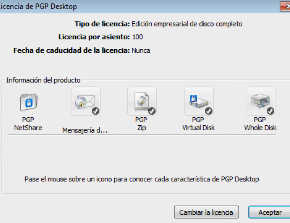 Licencia de PGP Desktop
Tipo de licencia: Edición empresarial de disco completo
Licencia por asiento: 100
Fecha de caducidad de la licencia: Nunca
Información del producto
PGP NetShare
Mensajería d...
PGP Zip
PGP Virtual Disk
PGP Whole Disk
Pase el mouse sobre un icono para conocer cada característica de PGP Desktop
Cambiar la licencia
Aceptar